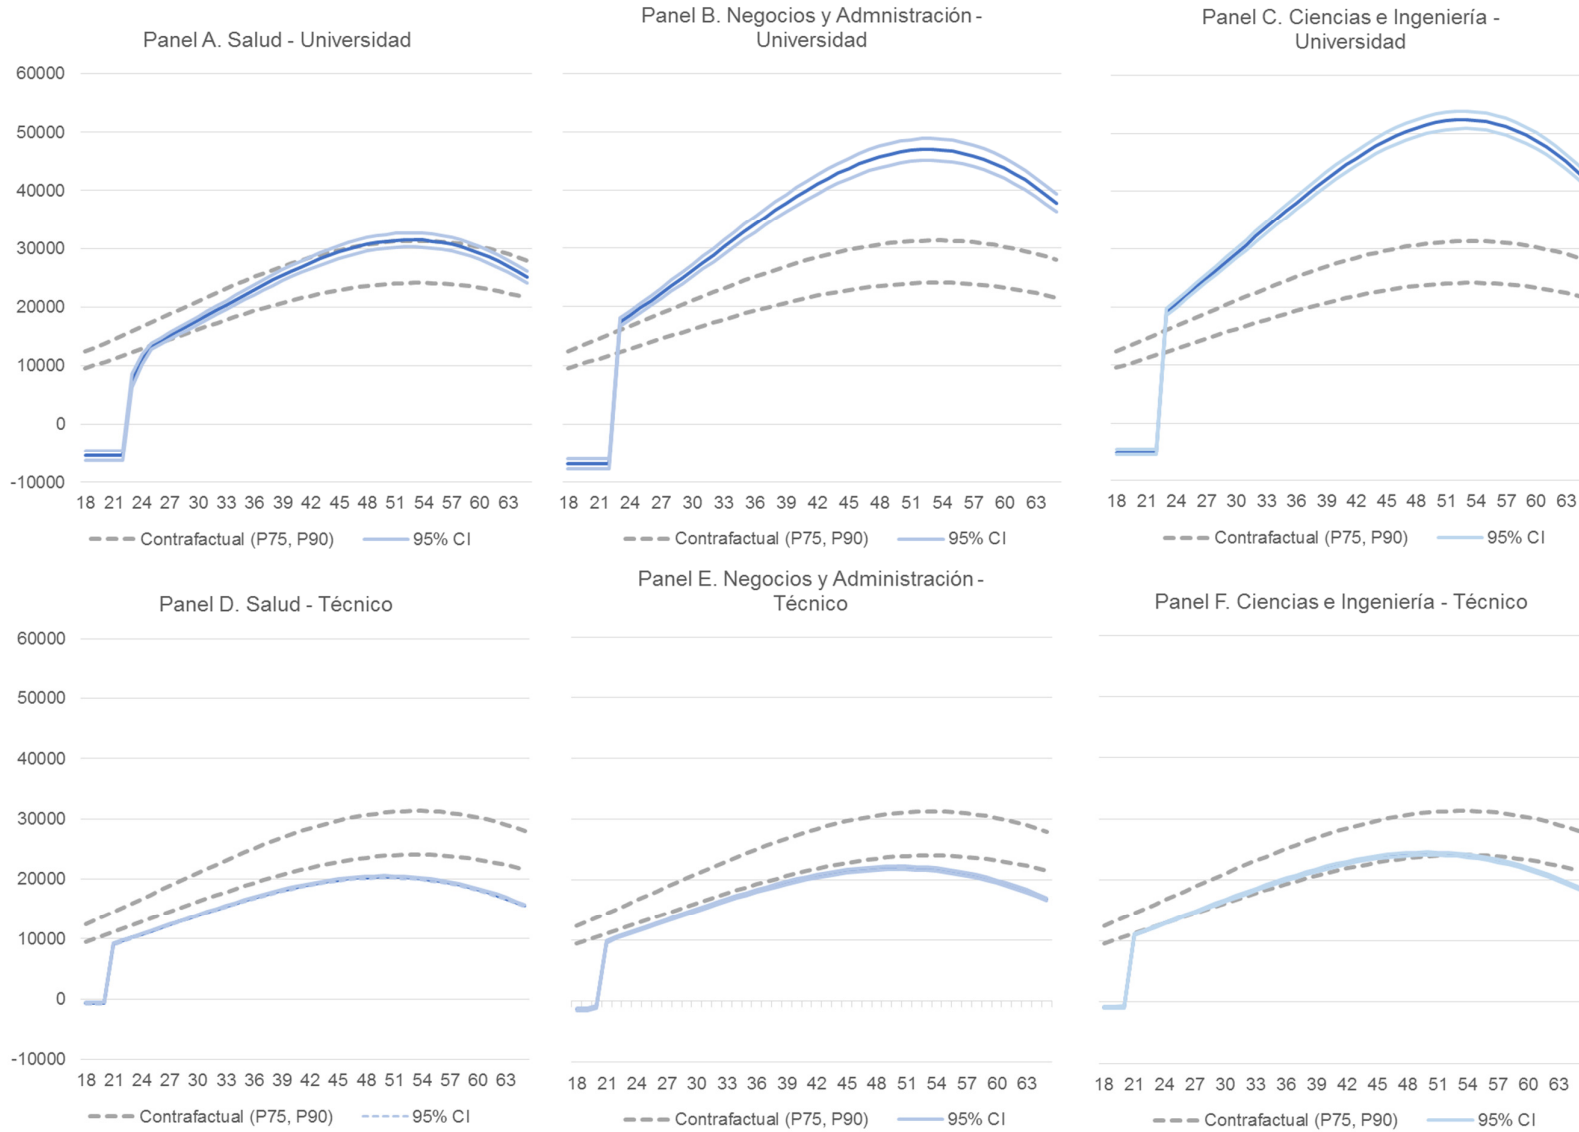 Panel A. Salud - Universidad
Panel B. Negocios y Admnistración -
Universidad
Panel C. Ciencias e Ingeniería -
Universidad
60000
50000
40000
30000
20000
10000
0
-10000
18 21 24 27 30 33 36 39 42 45 48 51 54 57 60 63
18 21 24 27 30 33 36 39 42 45 48 51 54 57 60 63
18 21 24 27 30 33 36 39 42 45 48 51 54 57 60 63
Contrafactual (P75, P90) 95% CI
Contrafactual (P75, P90) 95% CI
Contrafactual (P75, P90) 95% CI
Panel D. Salud - Técnico
Panel E. Negocios y Administración -
Técnico
Panel F. Ciencias e Ingeniería - Técnico
60000
50000
40000
30000
20000
10000
0
-10000
18 21 24 27 30 33 36 39 42 45 48 51 54 57 60 63
18 21 24 27 30 33 36 39 42 45 48 51 54 57 60 63
18 21 24 27 30 33 36 39 42 45 48 51 54 57 60 63
Contrafactual (P75, P90) 95% CI
Contrafactual (P75, P90) 95% CI
Contrafactual (P75, P90) 95% CI